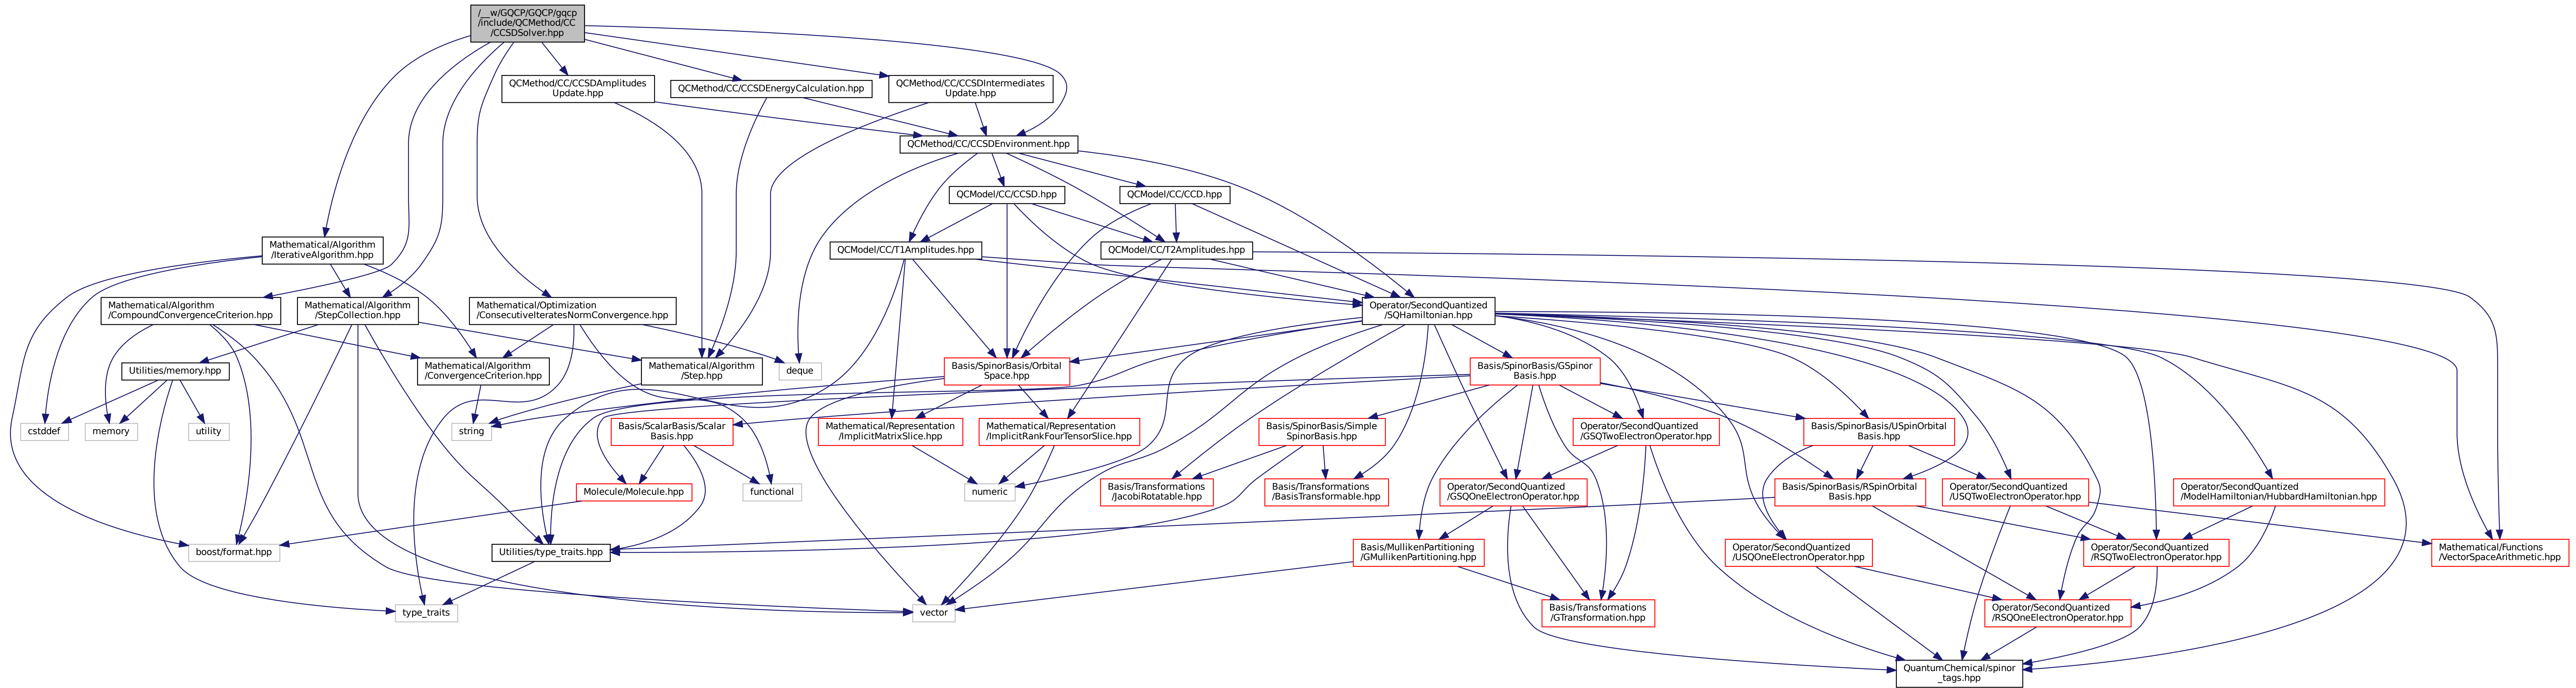 /__w/GQCP/GQCP/gqcp
/include/QCMethod/CC
/CCSDSolver.hpp
QCMethod/CC/CCSDAmplitudes
Update.hpp
QCMethod/CC/CCSDEnergyCalculation.hpp
QCMethod/CC/CCSDIntermediates
Update.hpp
QCMethod/CC/CCSDEnvironment.hpp
QCModel/CC/CCSD.hpp
QCModel/CC/CCD.hpp
Mathematical/Algorithm
/IterativeAlgorithm.hpp
QCModel/CC/T1Amplitudes.hpp
QCModel/CC/T2Amplitudes.hpp
Mathematical/Algorithm
/CompoundConvergenceCriterion.hpp
Mathematical/Algorithm
/StepCollection.hpp
Mathematical/Optimization
/ConsecutiveIteratesNormConvergence.hpp
Operator/SecondQuantized
/SQHamiltonian.hpp
Utilities/memory.hpp
Mathematical/Algorithm
/ConvergenceCriterion.hpp
Mathematical/Algorithm
/Step.hpp
deque
Basis/SpinorBasis/Orbital
Space.hpp
Basis/SpinorBasis/GSpinor
Basis.hpp
cstddef
memory
utility
string
Basis/ScalarBasis/Scalar
Basis.hpp
Mathematical/Representation
/ImplicitMatrixSlice.hpp
Mathematical/Representation
/ImplicitRankFourTensorSlice.hpp
Basis/SpinorBasis/Simple
SpinorBasis.hpp
Operator/SecondQuantized
/GSQTwoElectronOperator.hpp
Basis/SpinorBasis/USpinOrbital
Basis.hpp
Molecule/Molecule.hpp
functional
numeric
Basis/Transformations
/JacobiRotatable.hpp
Basis/Transformations
/BasisTransformable.hpp
Operator/SecondQuantized
/GSQOneElectronOperator.hpp
Basis/SpinorBasis/RSpinOrbital
Basis.hpp
Operator/SecondQuantized
/USQTwoElectronOperator.hpp
Operator/SecondQuantized
/ModelHamiltonian/HubbardHamiltonian.hpp
boost/format.hpp
Utilities/type_traits.hpp
Basis/MullikenPartitioning
/GMullikenPartitioning.hpp
Operator/SecondQuantized
/USQOneElectronOperator.hpp
Operator/SecondQuantized
/RSQTwoElectronOperator.hpp
Mathematical/Functions
/VectorSpaceArithmetic.hpp
type_traits
vector
Basis/Transformations
/GTransformation.hpp
Operator/SecondQuantized
/RSQOneElectronOperator.hpp
QuantumChemical/spinor
_tags.hpp